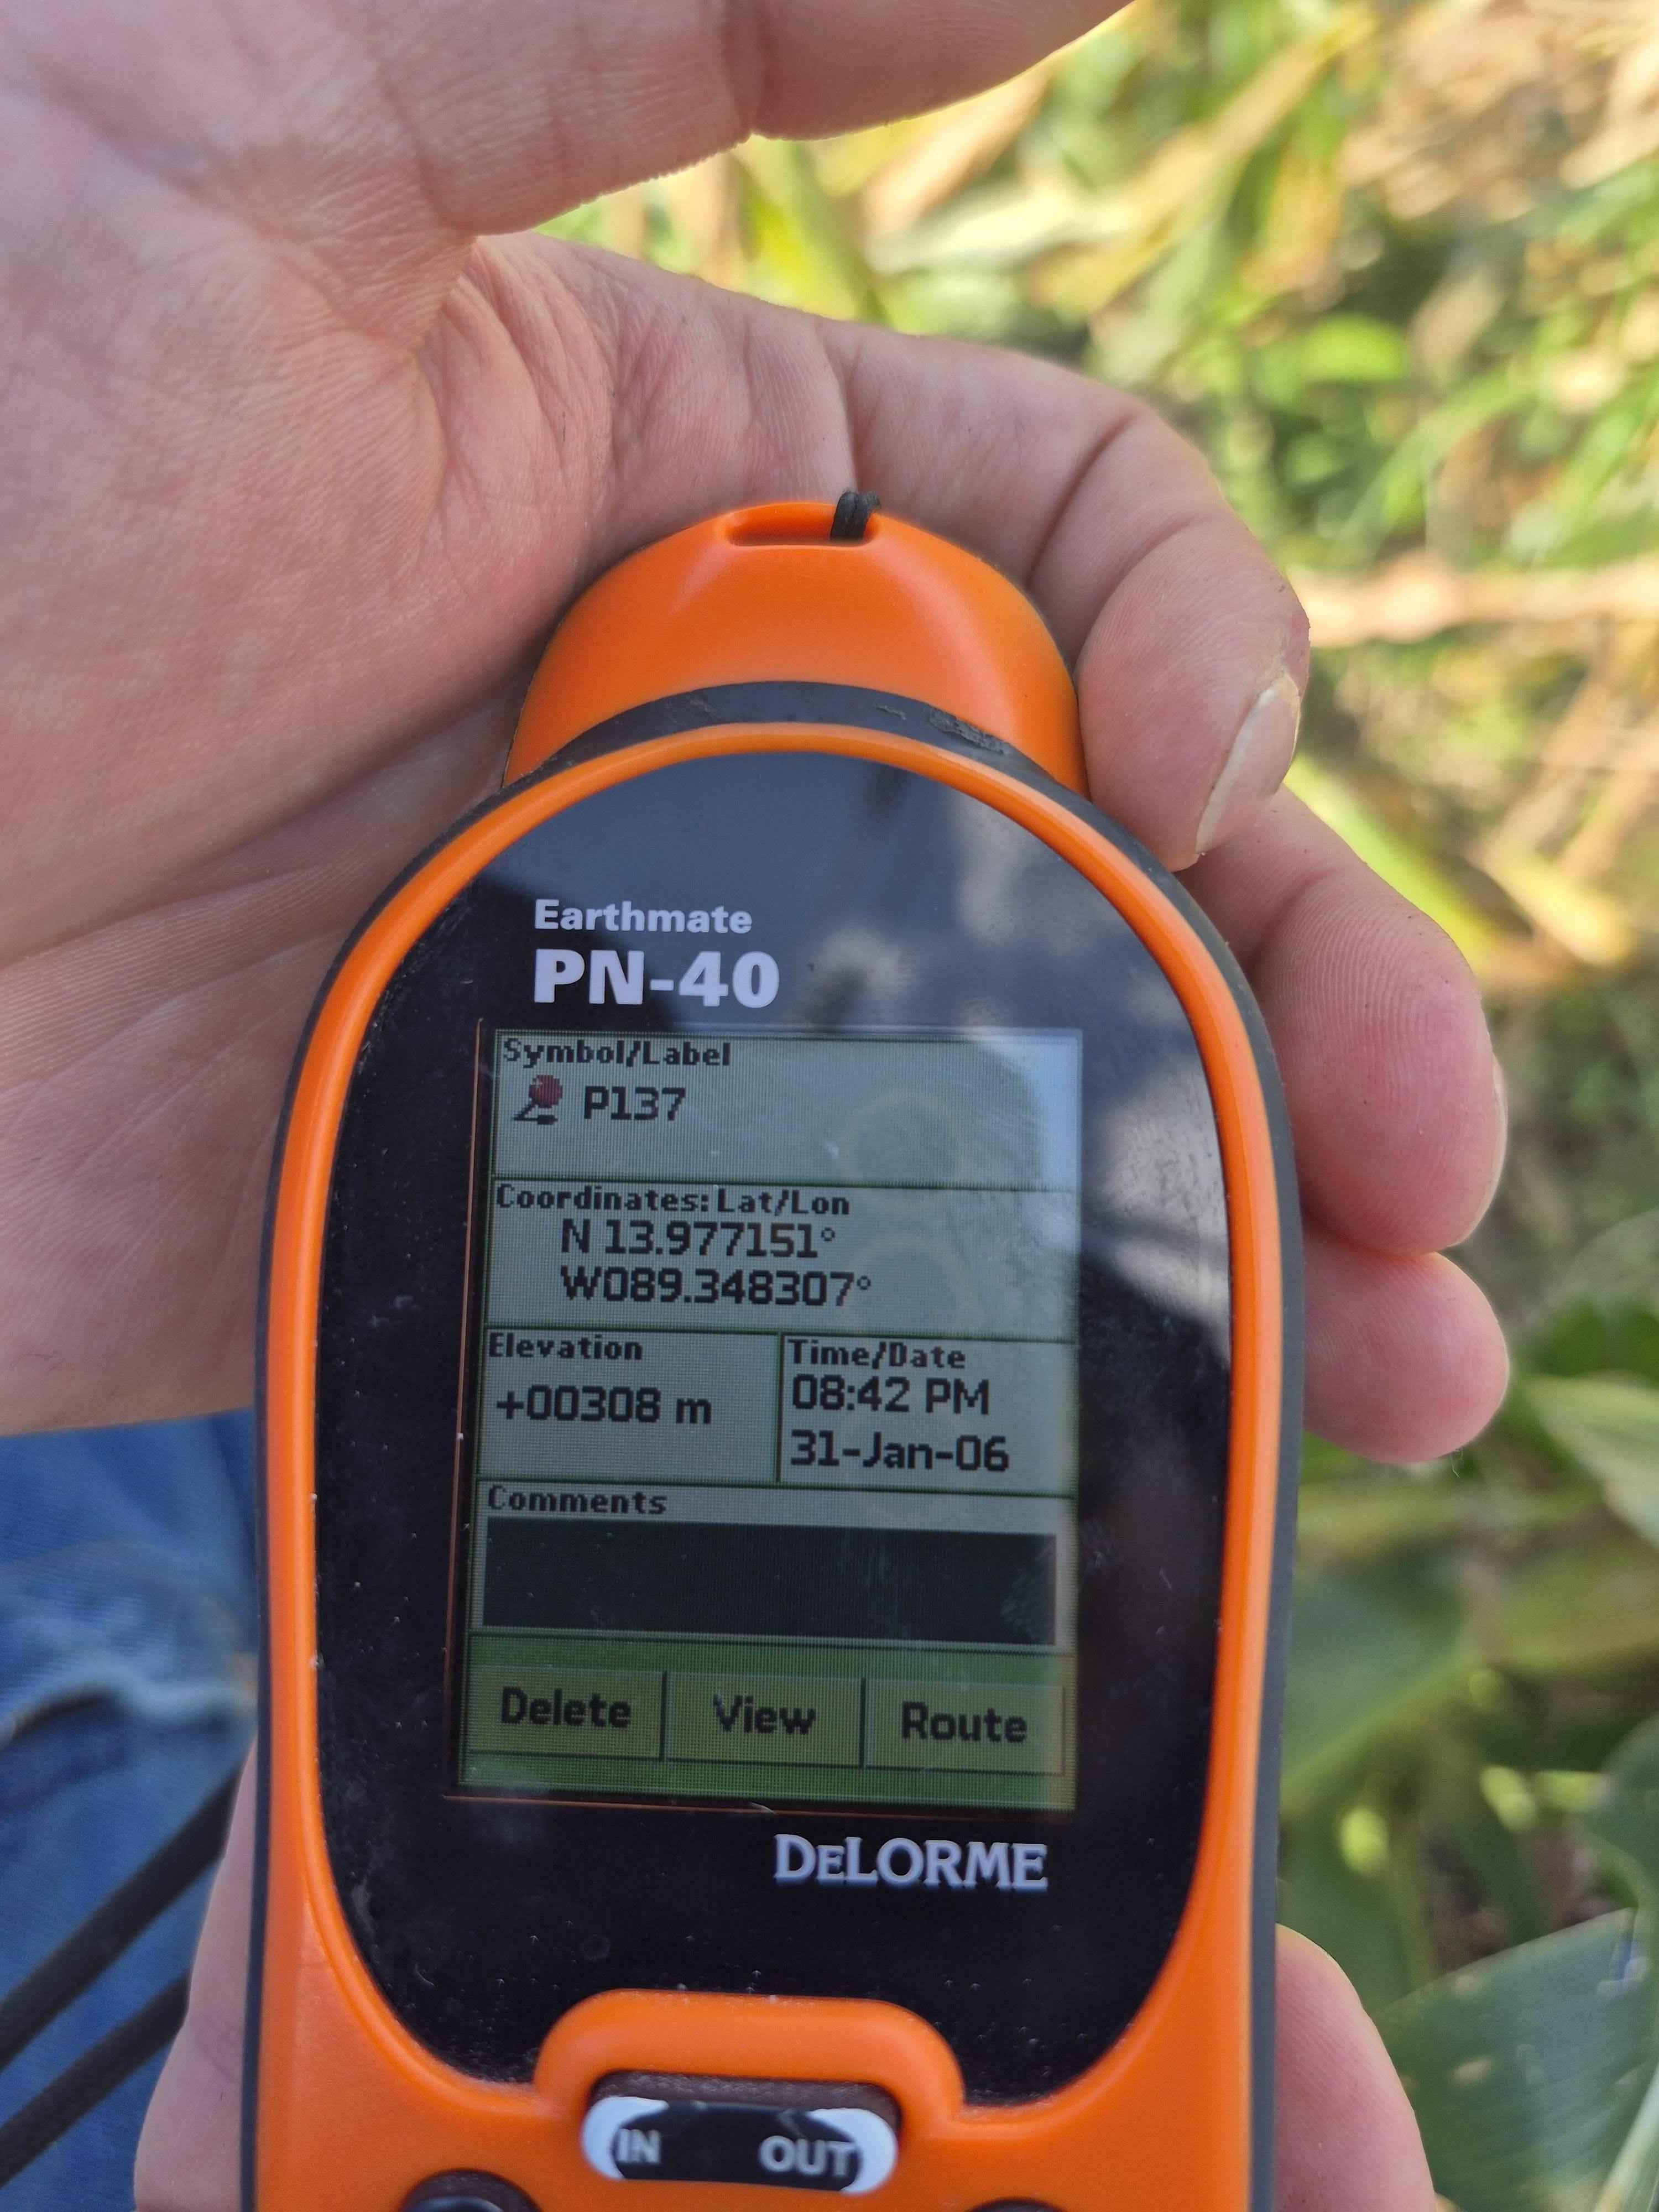 Earthmate
PN-40
Symbol/Label
P137
Coordinates: Lat/Lon
N 13.977151°
W089.348307°
Elevation
+00308 m
Time/Date
08:42 PM
31-Jan-06
Comments
Delete View Route
DELORME
IN OUT